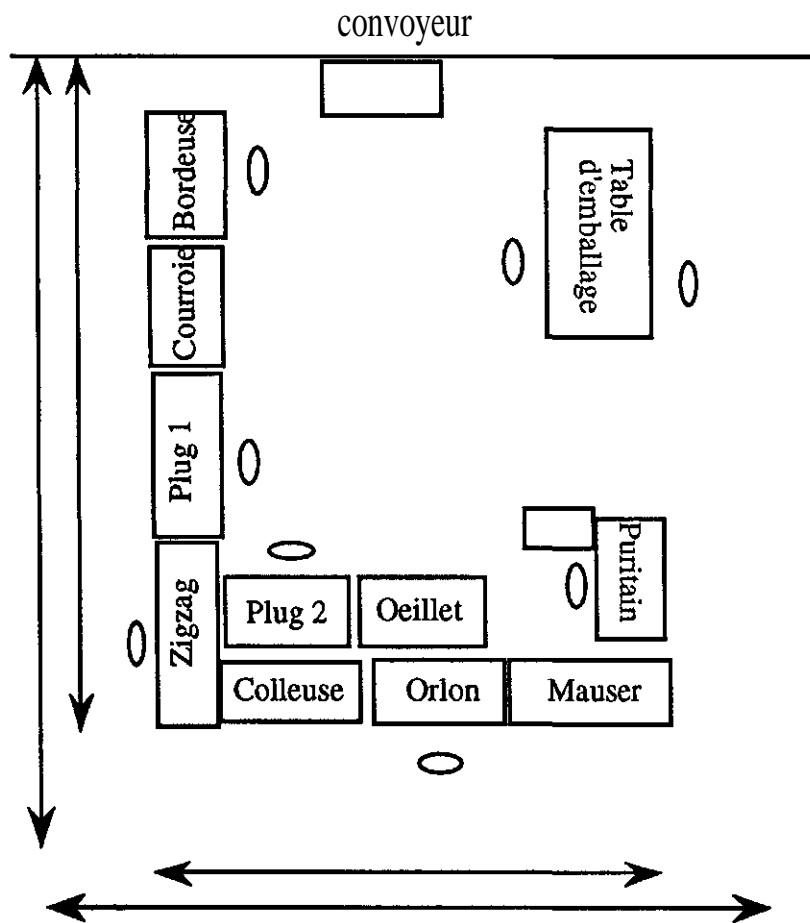 convoyeur
Bordeuse
Courroie
Plug 1
Zigzag
Table
d'emballage
Puritain
Plug 2
Oeillet
Colleuse
Orlon
Mauser